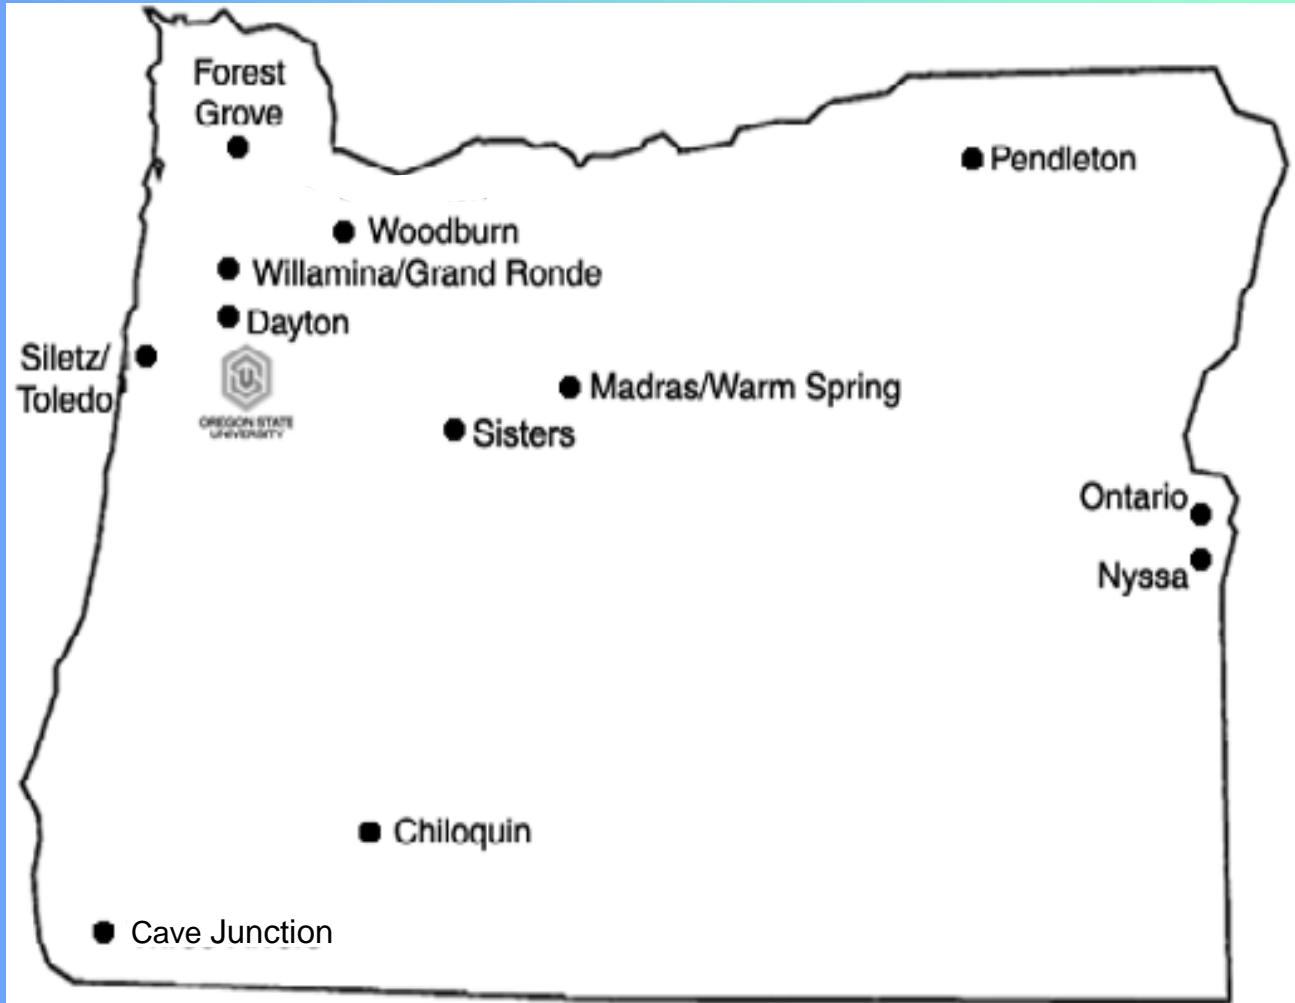 Forest
Grove
Pendleton
Woodburn
Willamina/Grand Ronde
Dayton
Siletz/
Toledo
OREGON STATE
UNIVERSITY
Madras/Warm Spring
Sisters
Ontario
Nyssa
Chiloquin
Cave Junction